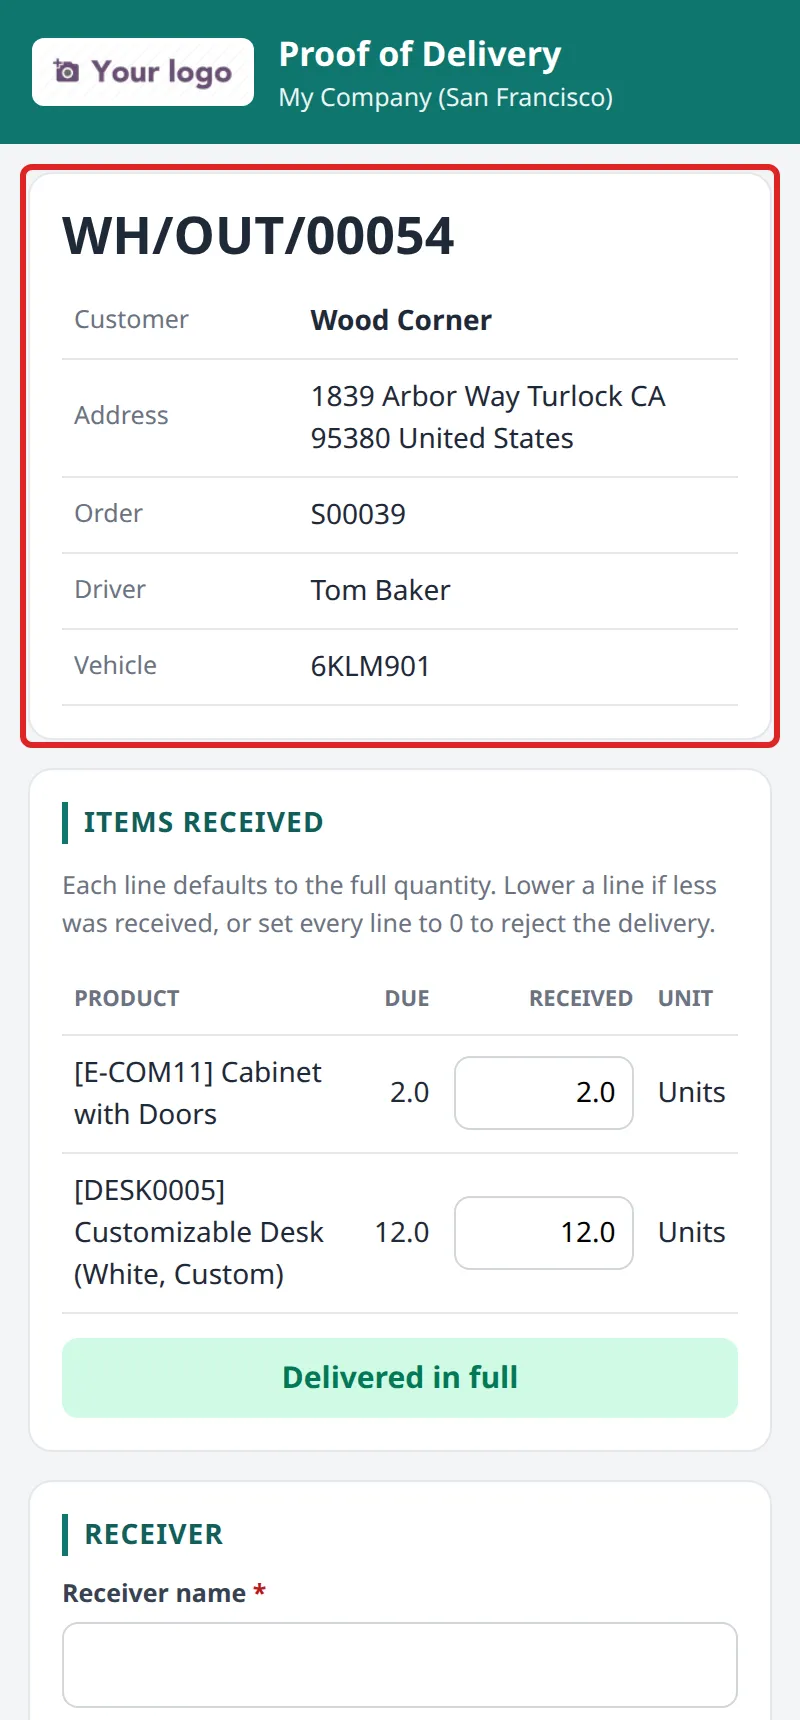 Your logo
Proof of Delivery
My Company (San Francisco)
WH/OUT/00054
Customer Wood Corner
Address 1839 Arbor Way Turlock CA
95380 United States
Order S00039
Driver Tom Baker
Vehicle 6KLM901
ITEMS RECEIVED
Each line defaults to the full quantity. Lower a line if less
was received, or set every line to 0 to reject the delivery.
PRODUCT DUE RECEIVED UNIT
[E-COM11] Cabinet
with Doors 2.0 2.0 Units
[DESK0005]
Customizable Desk 12.0 12.0 Units
(White, Custom)
Delivered in full
RECEIVER
Receiver name *